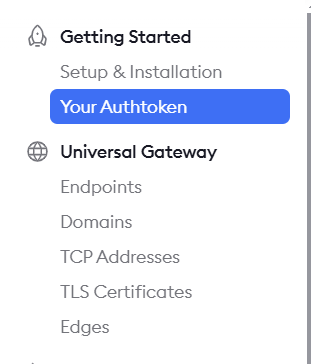 Getting Started
Setup & Installation
Your Authtoken
Universal Gateway
Endpoints
Domains
TCP Addresses
TLS Certificates
Edges